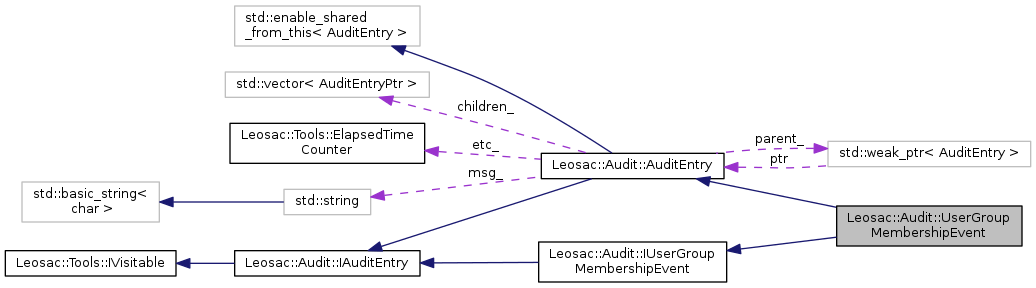 std::enable_shared
_from_this< AuditEntry >
std::vector< AuditEntryPtr >
children_
Leosac::Tools::ElapsedTime
Counter
etc_
parent_
std::weak_ptr< AuditEntry >
Leosac::Audit::AuditEntry
ptr
msg_
std::basic_string<
char >
std::string
Leosac::Audit::UserGroup
MembershipEvent
Leosac::Tools::IVisitable
Leosac::Audit::IAuditEntry
Leosac::Audit::IUserGroup
MembershipEvent